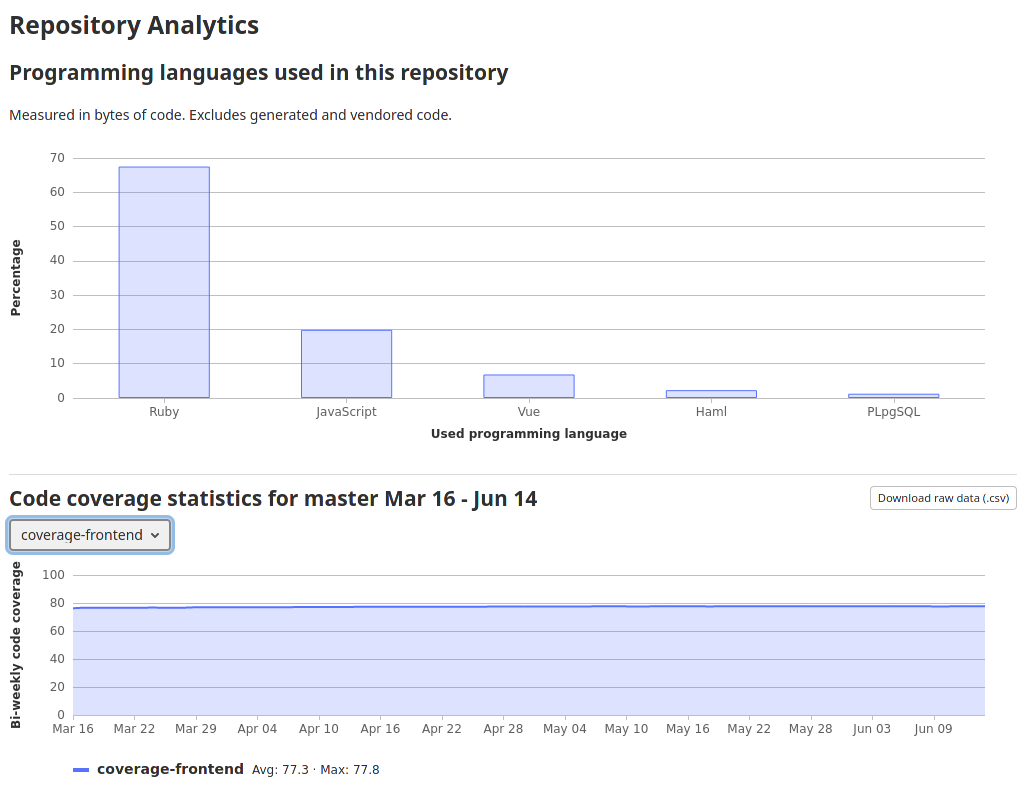 Repository Analytics
Programming languages used in this repository
Measured in bytes of code. Excludes generated and vendored code.
Percentage
70
60
50
40
30
20
10
0
Ruby JavaScript Vue Haml PLpgSQL
Used programming language
Code coverage statistics for master Mar 16 - Jun 14
Download raw data (.csv)
coverage-frontend
Bi-weekly code coverage
100
80
60
40
20
0
Mar 16 Mar 22 Mar 29 Apr 04 Apr 10 Apr 16 Apr 22 Apr 28 May 04 May 10 May 16 May 22 May 28 Jun 03 Jun 09
coverage-frontend Avg: 77.3 · Max: 77.8